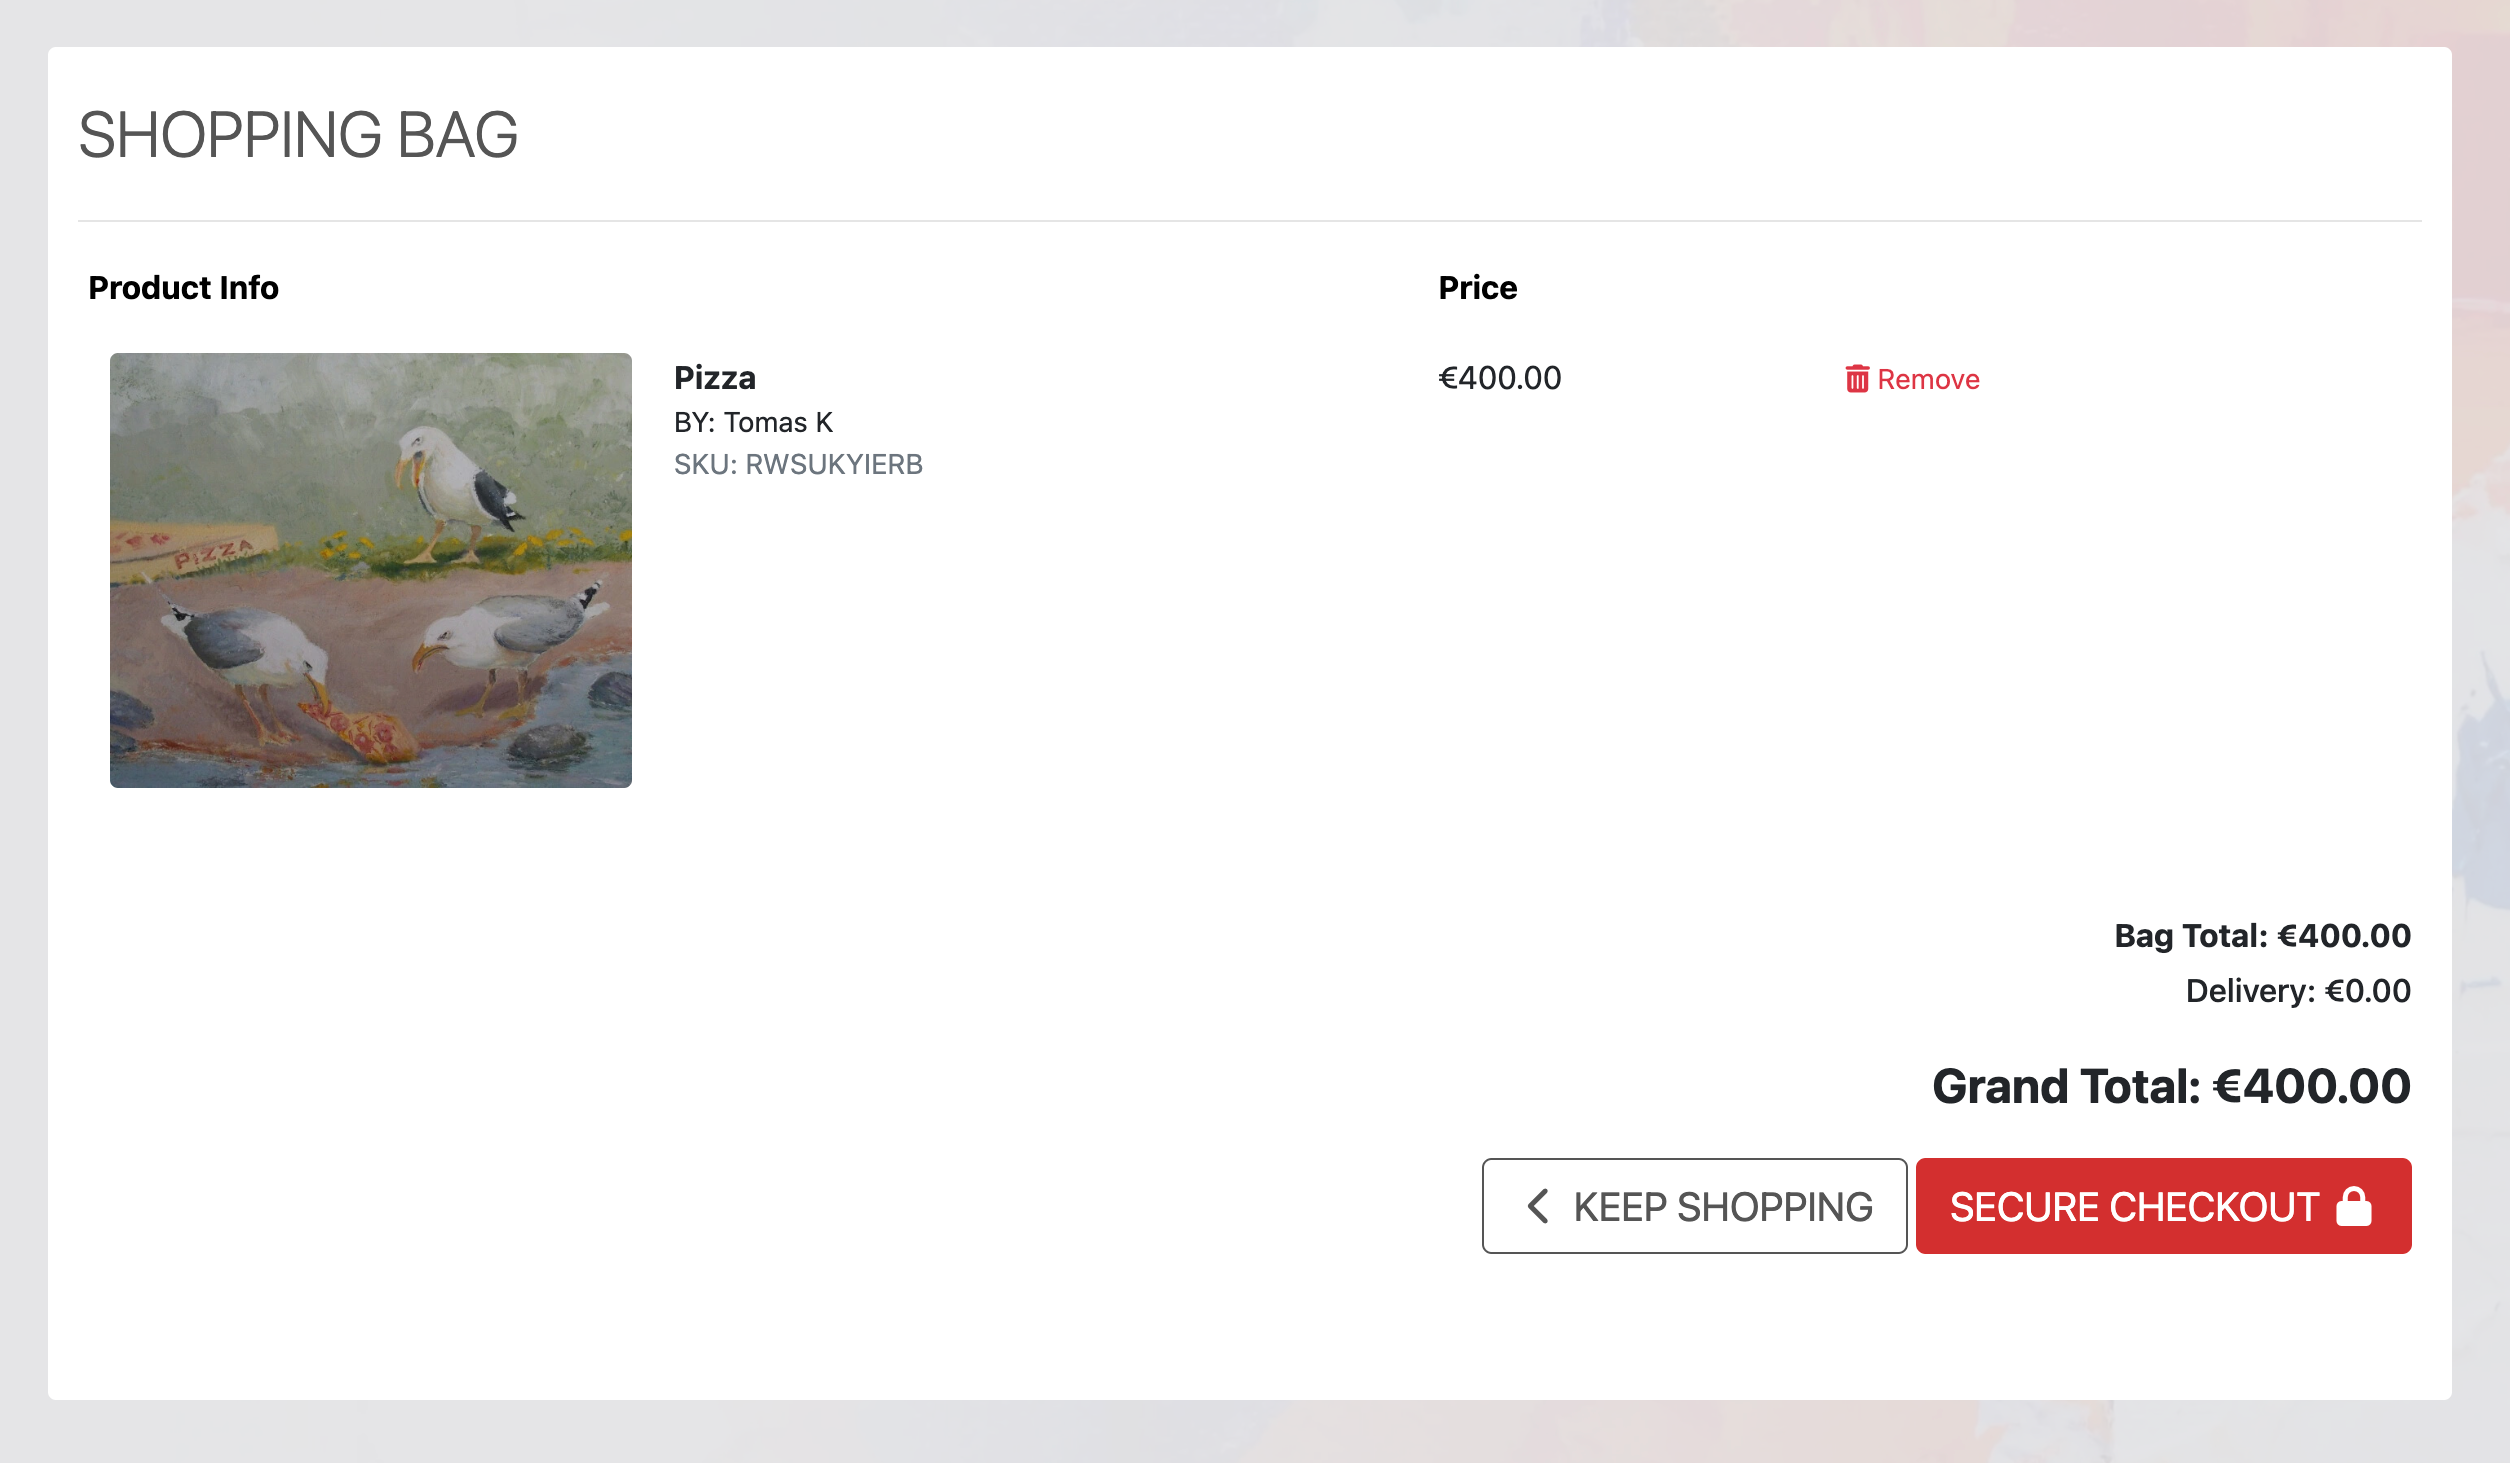 SHOPPING BAG
Product Info
Price
PIZZA
Pizza
BY: Tomas K
SKU: RWSUKYIERB
€400.00
Remove
Bag Total: €400.00
Delivery: €0.00
Grand Total: €400.00
KEEP SHOPPING
SECURE CHECKOUT